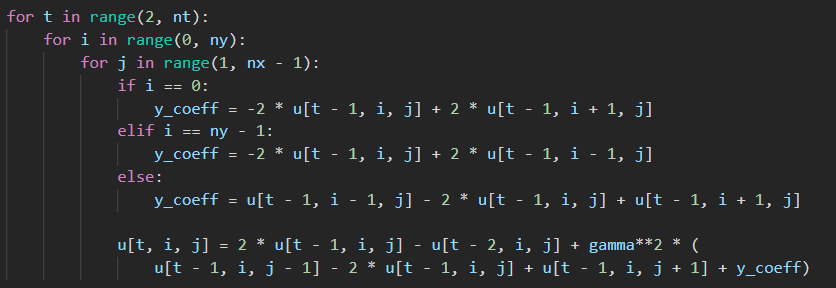 for t in range(2, nt):
    for i in range(0, ny):
        for j in range(1, nx - 1):
            if i == 0:
                y_coeff = -2 * u[t - 1, i, j] + 2 * u[t - 1, i + 1, j]
            elif i == ny - 1:
                y_coeff = -2 * u[t - 1, i, j] + 2 * u[t - 1, i - 1, j]
            else:
                y_coeff = u[t - 1, i - 1, j] - 2 * u[t - 1, i, j] + u[t - 1, i + 1, j]

            u[t, i, j] = 2 * u[t - 1, i, j] - u[t - 2, i, j] + gamma**2 * (
                u[t - 1, i, j - 1] - 2 * u[t - 1, i, j] + u[t - 1, i, j + 1] + y_coeff)